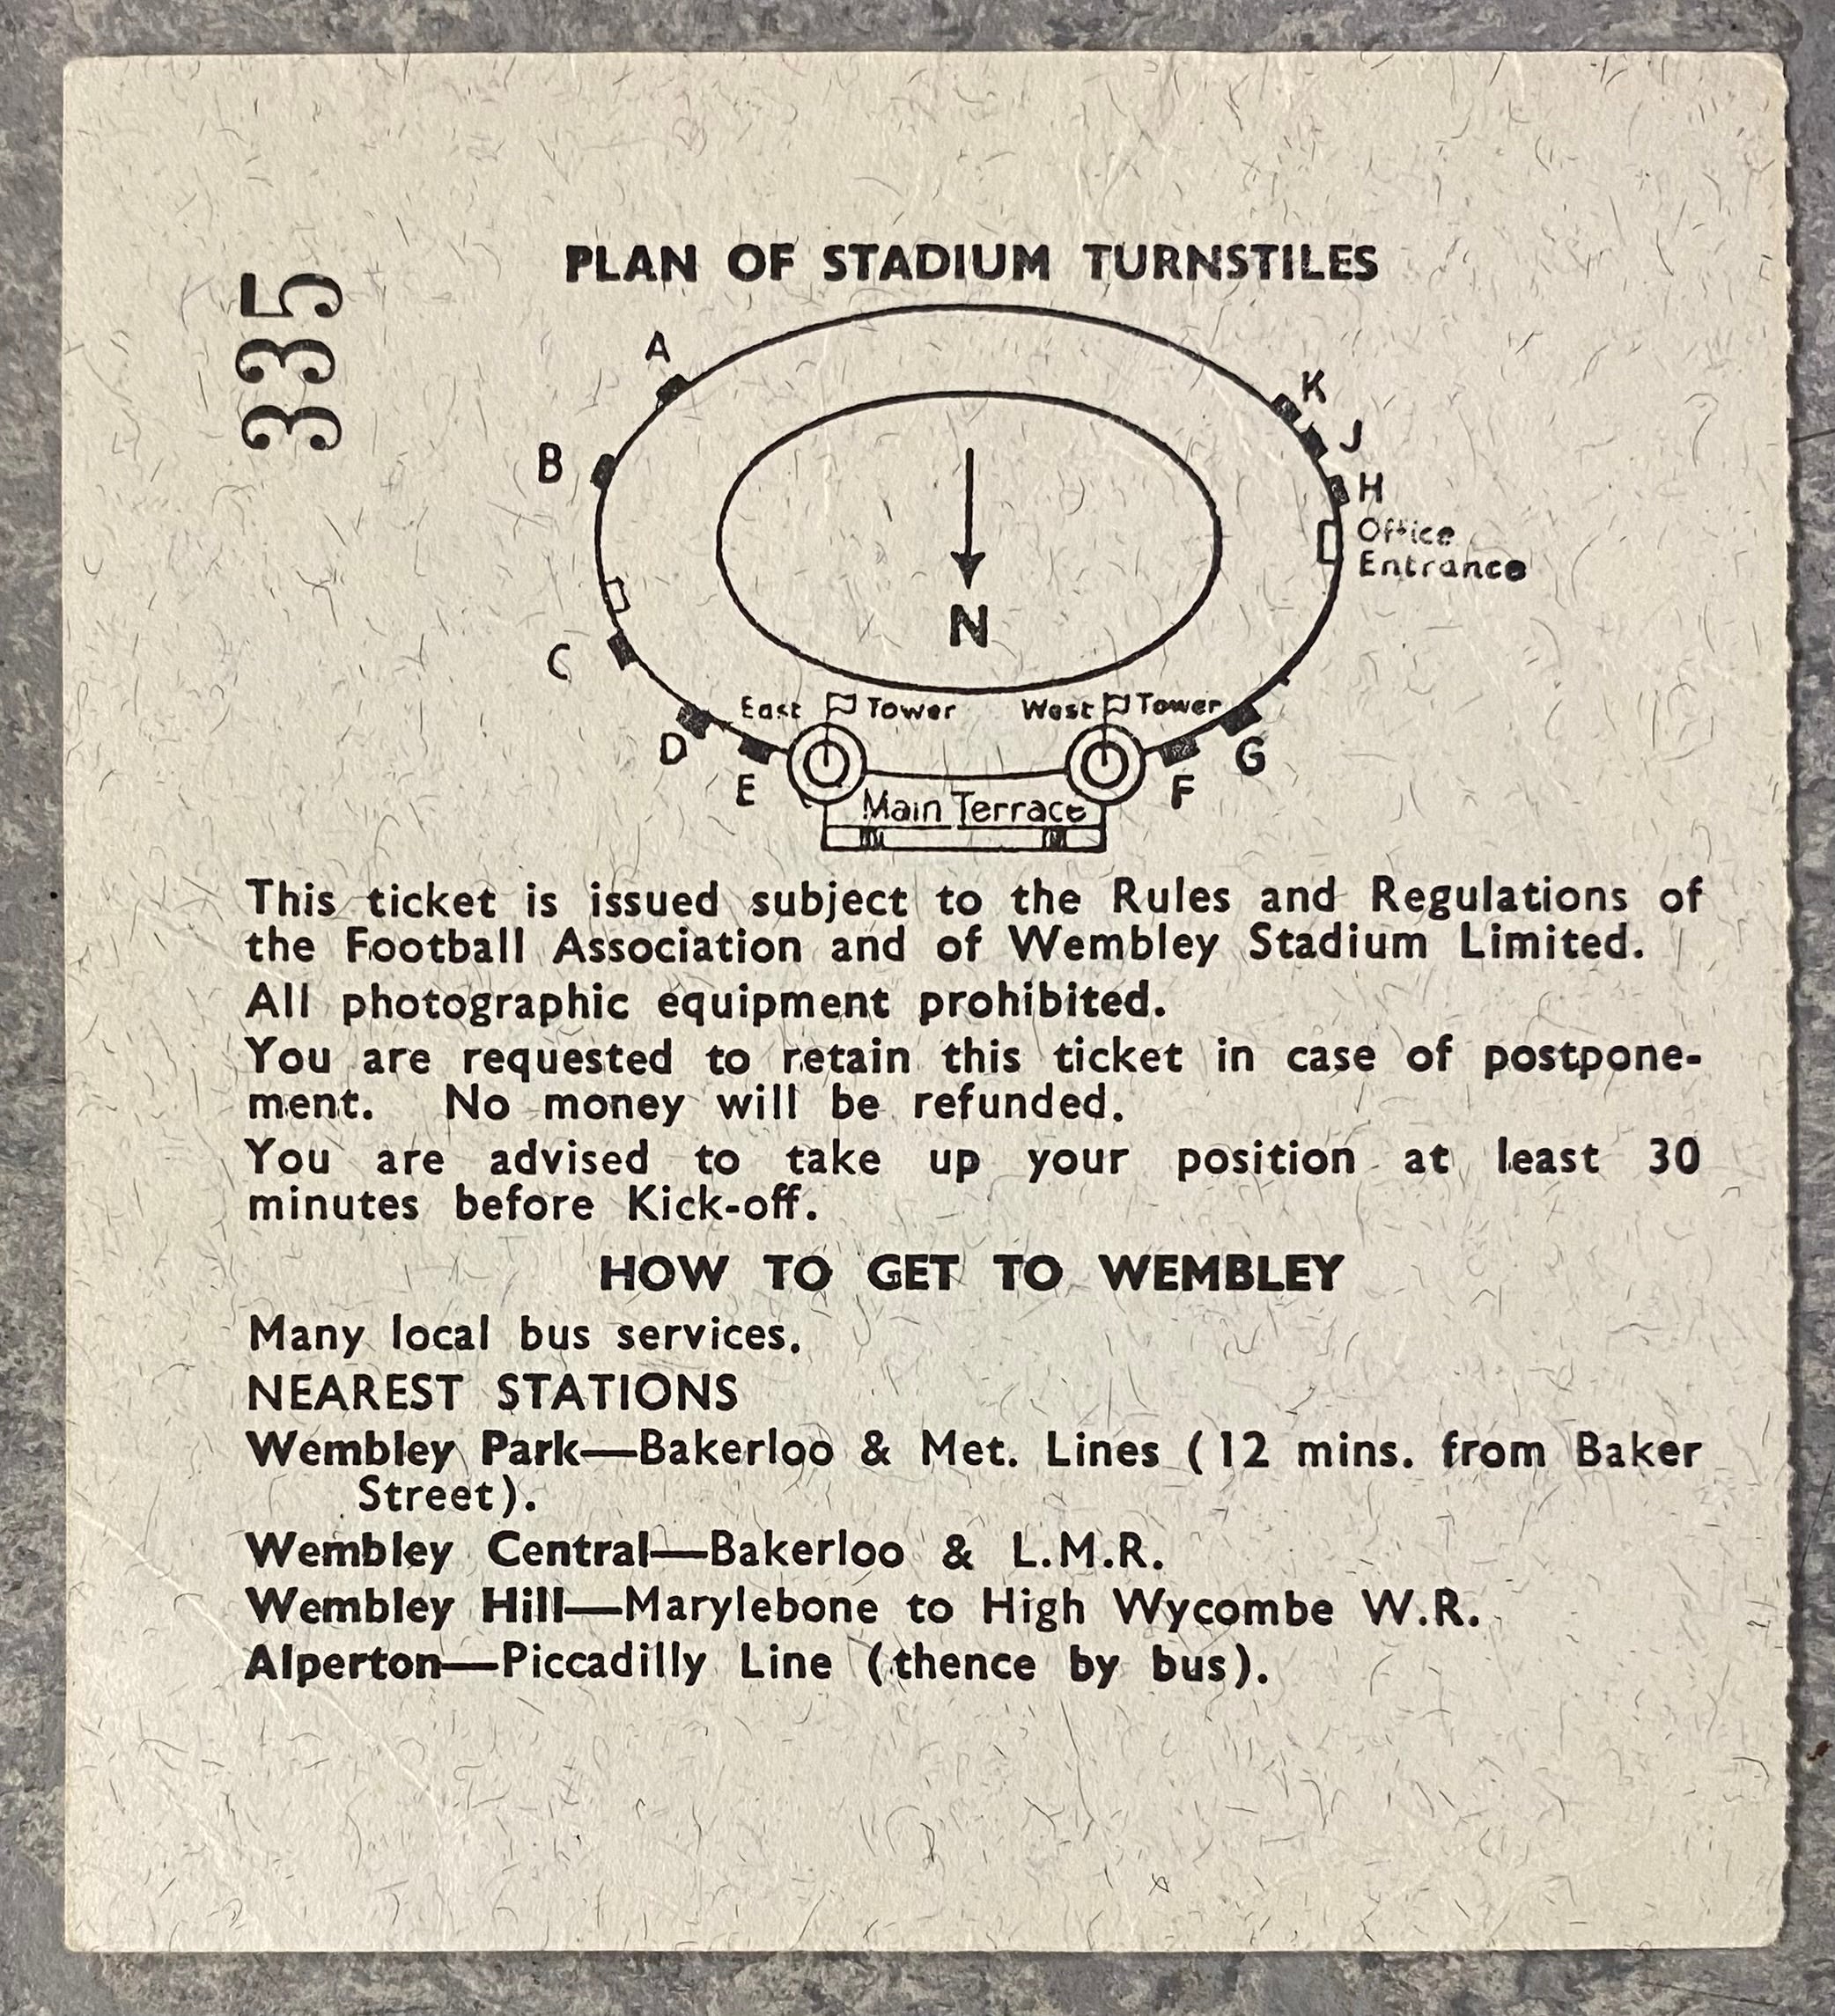 335
PLAN OF STADIUM TURNSTILES
A
K
J
B
H
Office
Entrance
N
C
East Tower
West Tower
D
G
E
F
Main Terrace
This ticket is issued subject to the Rules and Regulations of
the Football Association and of Wembley Stadium Limited.
All photographic equipment prohibited.
You are requested to retain this ticket in case of postpone-
ment. No money will be refunded.
You are advised to take up your position at least 30
minutes before Kick-off.
HOW TO GET TO WEMBLEY
Many local bus services.
NEAREST STATIONS
Wembley Park—Bakerloo & Met. Lines (12 mins. from Baker
Street).
Wembley Central—Bakerloo & L.M.R.
Wembley Hill—Marylebone to High Wycombe W.R.
Alperton—Piccadilly Line (thence by bus).